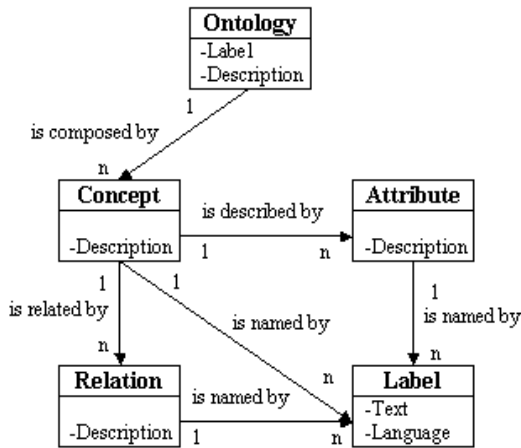 Ontology
-Label
-Description
1
is composed by
n
Concept
-Description
is described by
1
n
Attribute
-Description
1
is related by
n
1
is named by
n
1
is named by
n
Relation
-Description
is named by
1
n
Label
-Text
-Language